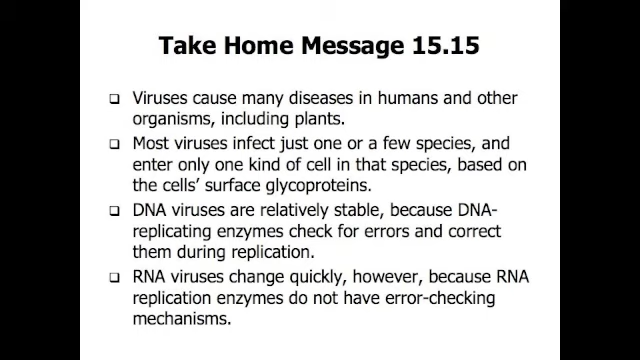 Take Home Message 15.15
❑ Viruses cause many diseases in humans and other
organisms, including plants.
❑ Most viruses infect just one or a few species, and
enter only one kind of cell in that species, based on
the cells’ surface glycoproteins.
❑ DNA viruses are relatively stable, because DNA-
replicating enzymes check for errors and correct
them during replication.
❑ RNA viruses change quickly, however, because RNA
replication enzymes do not have error-checking
mechanisms.